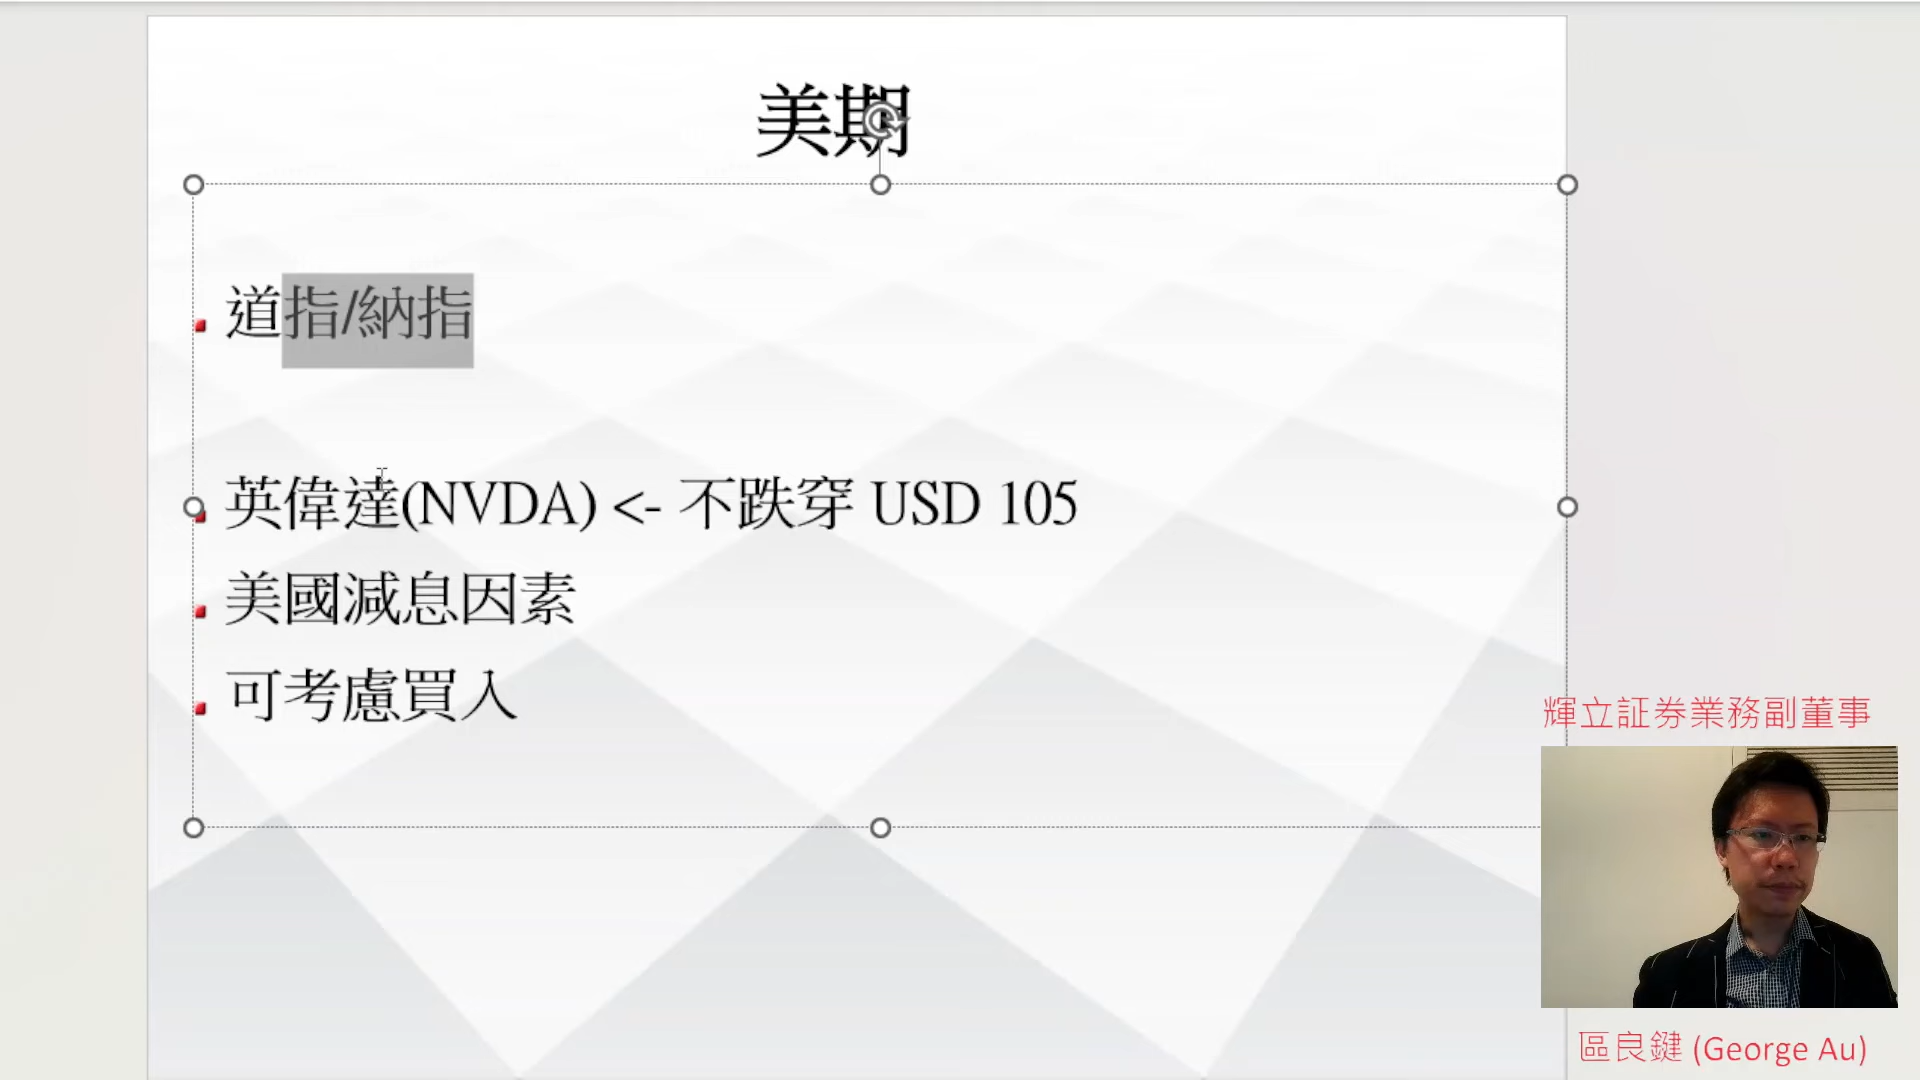 美期
道指/納指
英偉達(NVDA) <- 不跌穿 USD 105
美國減息因素
可考慮買入
輝立証券業務副董事
區良鍵 (George Au)